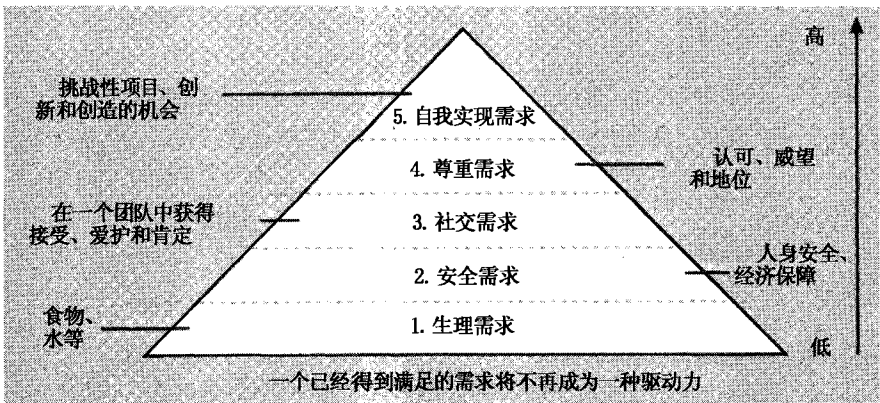 高
挑战性项目、创
新和创造的机会
5. 自我实现需求
4. 尊重需求
认可、威望
和地位
在一个团队中获得
接受、爱护和肯定
3. 社交需求
人身安全、
经济保障
2. 安全需求
食物、
水等
1. 生理需求
低
一个已经得到满足的需求将不再成为一种驱动力